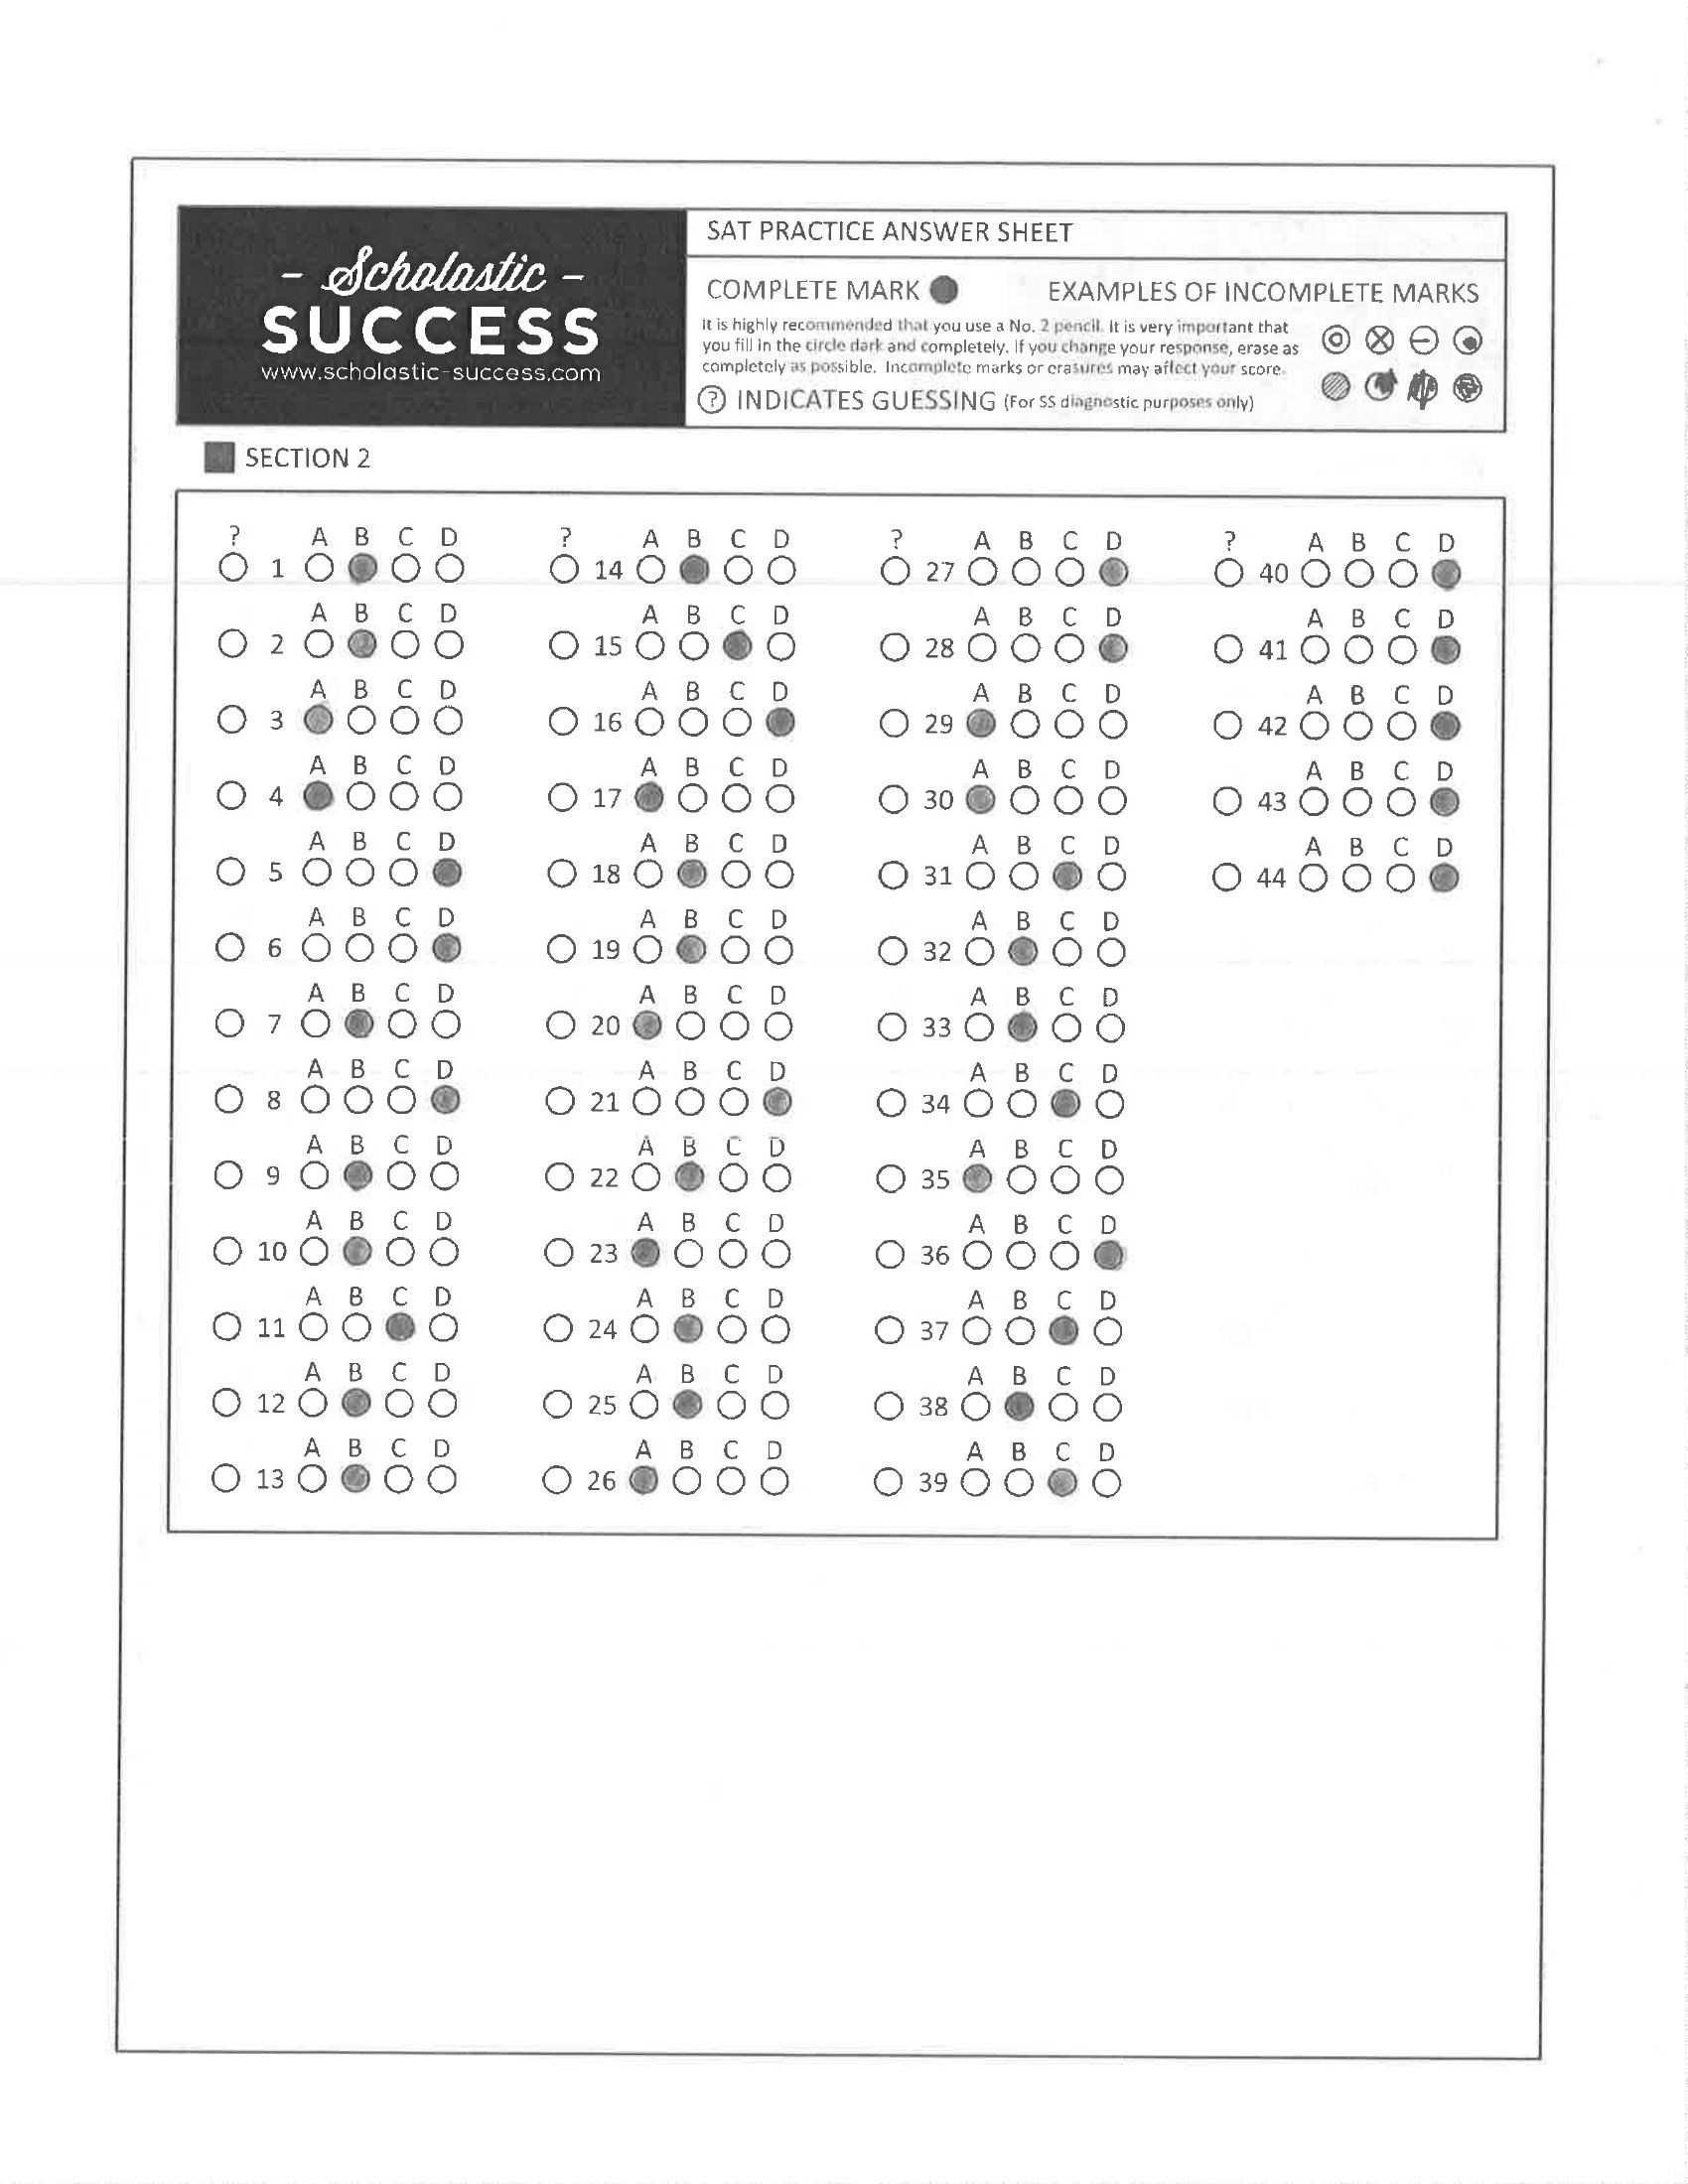 - Scholastic -
SUCCESS
www.scholastic-success.com
SAT PRACTICE ANSWER SHEET
COMPLETE MARK EXAMPLES OF INCOMPLETE MARKS
It is highly recommended that you use a No. 2 pencil. It is very important that
you fill in the circle dark and completely. If you change your response, erase as
completely as possible. Incomplete marks or erasures may affect your score.
? INDICATES GUESSING (For SS diagnostic purposes only)
SECTION 2
? A B C D ? A B C D ? A B C D ? A B C D
1 14 27 40
A B C D A B C D A B C D A B C D
2 15 28 41
A B C D A B C D A B C D A B C D
3 16 29 42
A B C D A B C D A B C D A B C D
4 17 30 43
A B C D A B C D A B C D A B C D
5 18 31 44
A B C D A B C D A B C D
6 19 32
A B C D A B C D A B C D
7 20 33
A B C D A B C D A B C D
8 21 34
A B C D A B C D A B C D
9 22 35
A B C D A B C D A B C D
10 23 36
A B C D A B C D A B C D
11 24 37
A B C D A B C D A B C D
12 25 38
A B C D A B C D A B C D
13 26 39